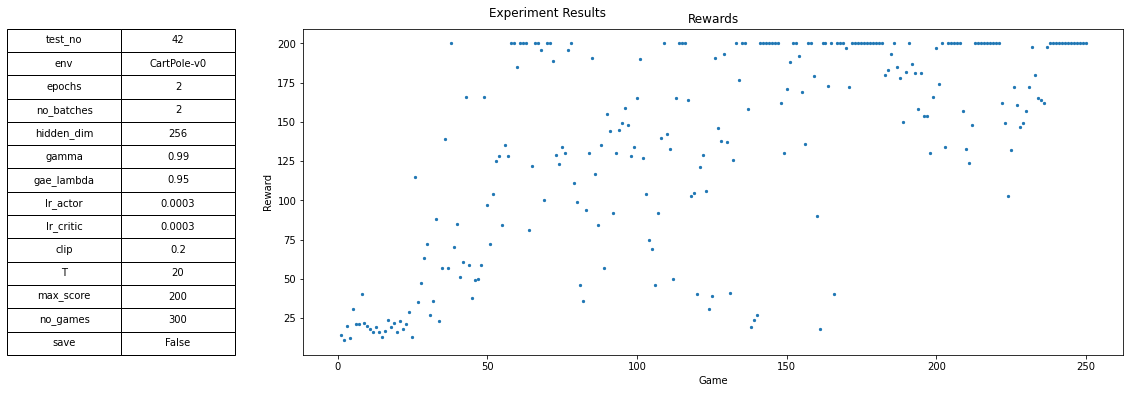 Experiment Results
test_no 42
env CartPole-v0
epochs 2
no_batches 2
hidden_dim 256
gamma 0.99
gae_lambda 0.95
lr_actor 0.0003
lr_critic 0.0003
clip 0.2
T 20
max_score 200
no_games 300
save False
Rewards
Reward
200
175
150
125
100
75
50
25
0 50 100 150 200 250
Game